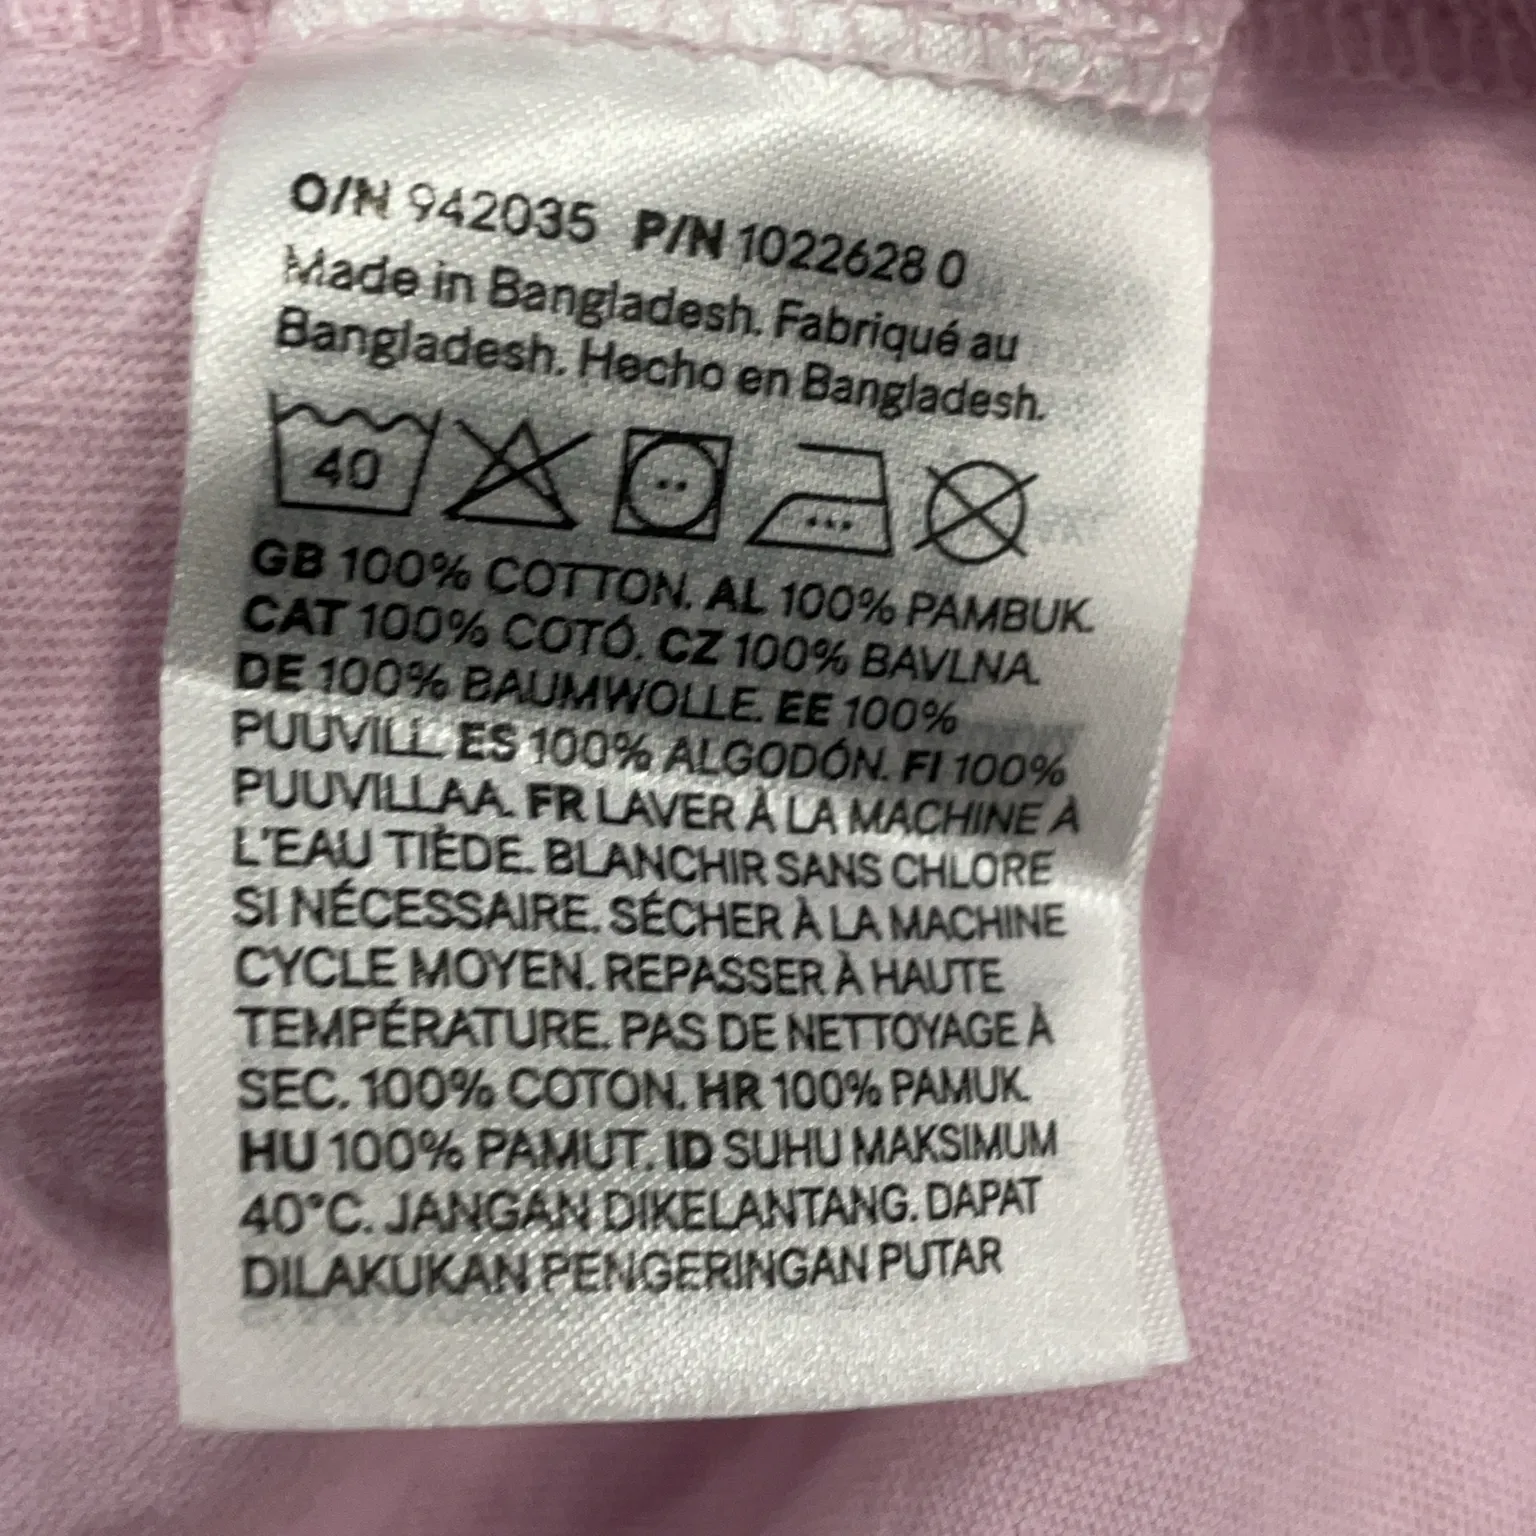 O/N 942035 P/N 1022628 0
Made in Bangladesh. Fabriqué au
Bangladesh. Hecho en Bangladesh.
40
GB 100% COTTON. AL 100% PAMBUK.
CAT 100% COTÓ. CZ 100% BAVLNA.
DE 100% BAUMWOLLE. EE 100%
PUUVILL. ES 100% ALGODÓN. FI 100%
PUUVILLAA. FR LAVER À LA MACHINE À
L'EAU TIÈDE. BLANCHIR SANS CHLORE
SI NÉCESSAIRE. SÉCHER À LA MACHINE
CYCLE MOYEN. REPASSER À HAUTE
TEMPÉRATURE. PAS DE NETTOYAGE À
SEC. 100% COTON. HR 100% PAMUK.
HU 100% PAMUT. ID SUHU MAKSIMUM
40°C. JANGAN DIKELANTANG. DAPAT
DILAKUKAN PENGERINGAN PUTAR